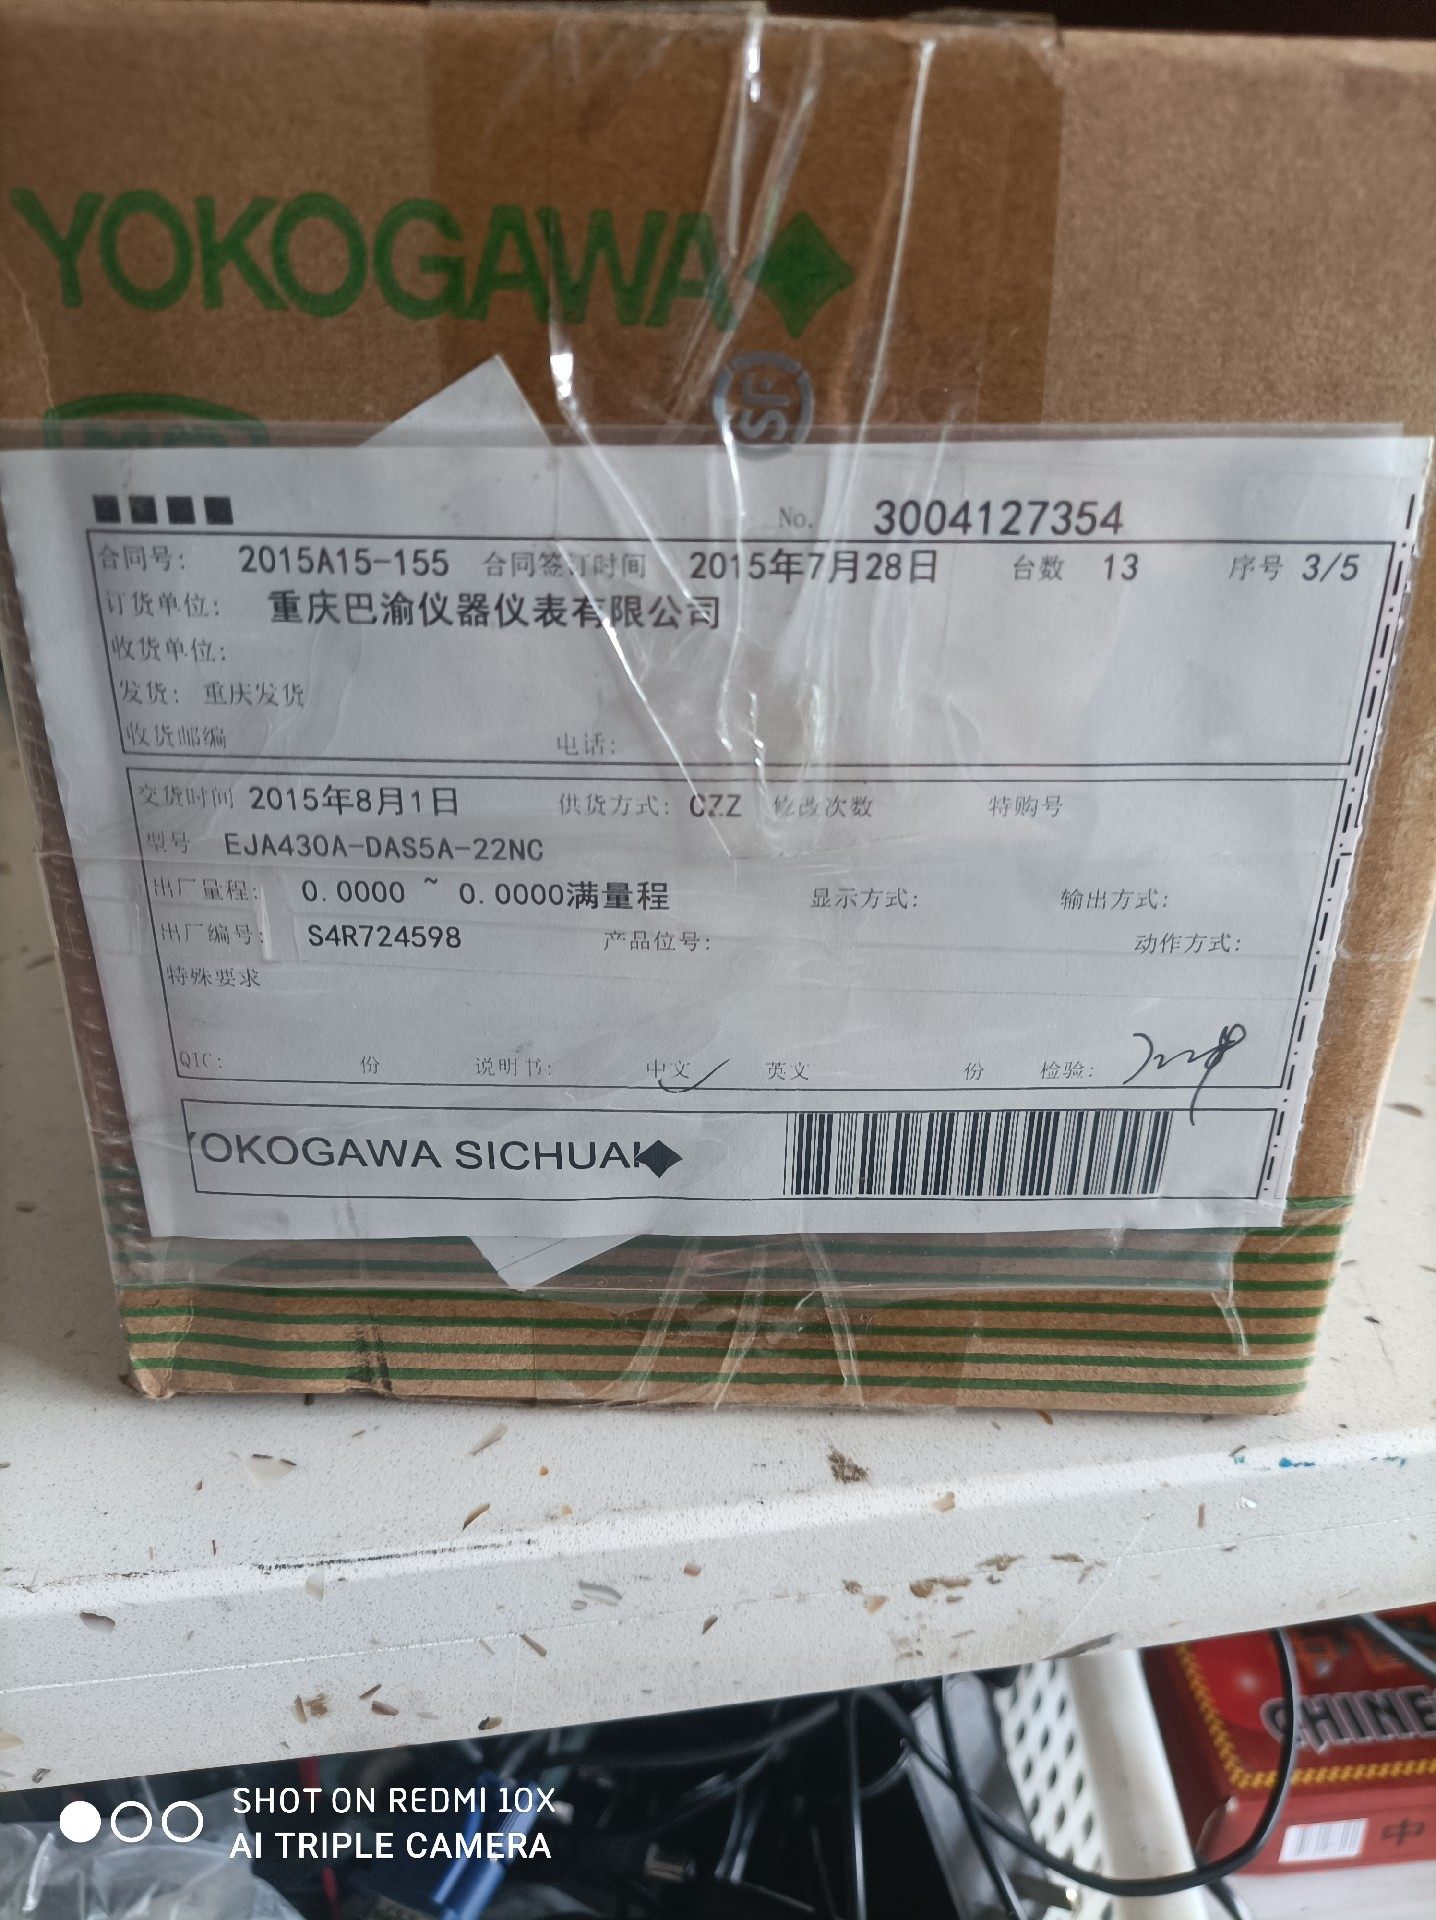 YOKOGAWA
SF
No. 3004127354
合同号: 2015A15-155 合同签订时间 2015年7月28日 台数 13 序号 3/5
订货单位: 重庆巴渝仪器仪表有限公司
收货单位:
发货: 重庆发货
收货邮编 电话:
交货时间 2015年8月1日 供货方式: CZZ 修改次数 特购号
型号 EJA430A-DAS5A-22NC
出厂量程: 0.0000 ~ 0.0000满量程 显示方式: 输出方式:
出厂编号: S4R724598 产品位号: 动作方式:
特殊要求
QIC: 份 说明书: 中文 英文 份 检验:
YOKOGAWA SICHUAN
CHINE
中
SHOT ON REDMI 10X
AI TRIPLE CAMERA